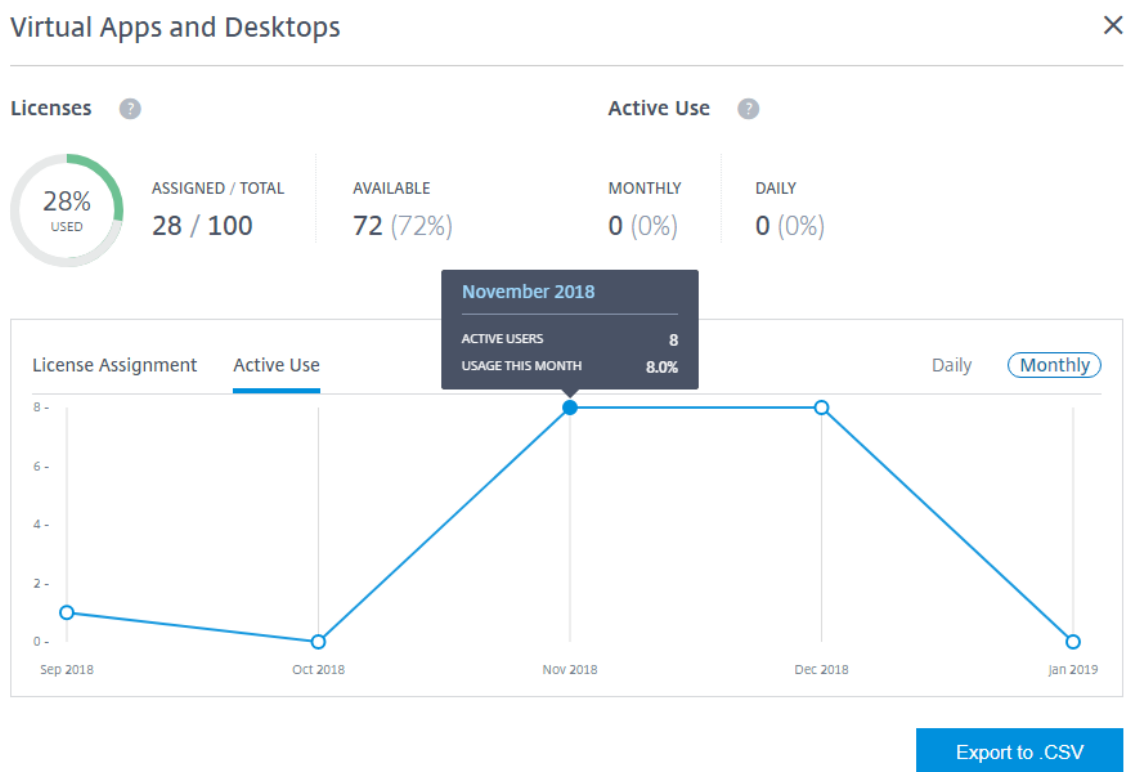 Virtual Apps and Desktops
Licenses ? Active Use ?
28%
USED
ASSIGNED / TOTAL AVAILABLE MONTHLY DAILY
28 / 100 72 (72%) 0 (0%) 0 (0%)
November 2018
ACTIVE USERS 8
USAGE THIS MONTH 8.0%
License Assignment Active Use Daily Monthly
8 -
6 -
4 -
2 -
0 -
Sep 2018 Oct 2018 Nov 2018 Dec 2018 Jan 2019
Export to .CSV